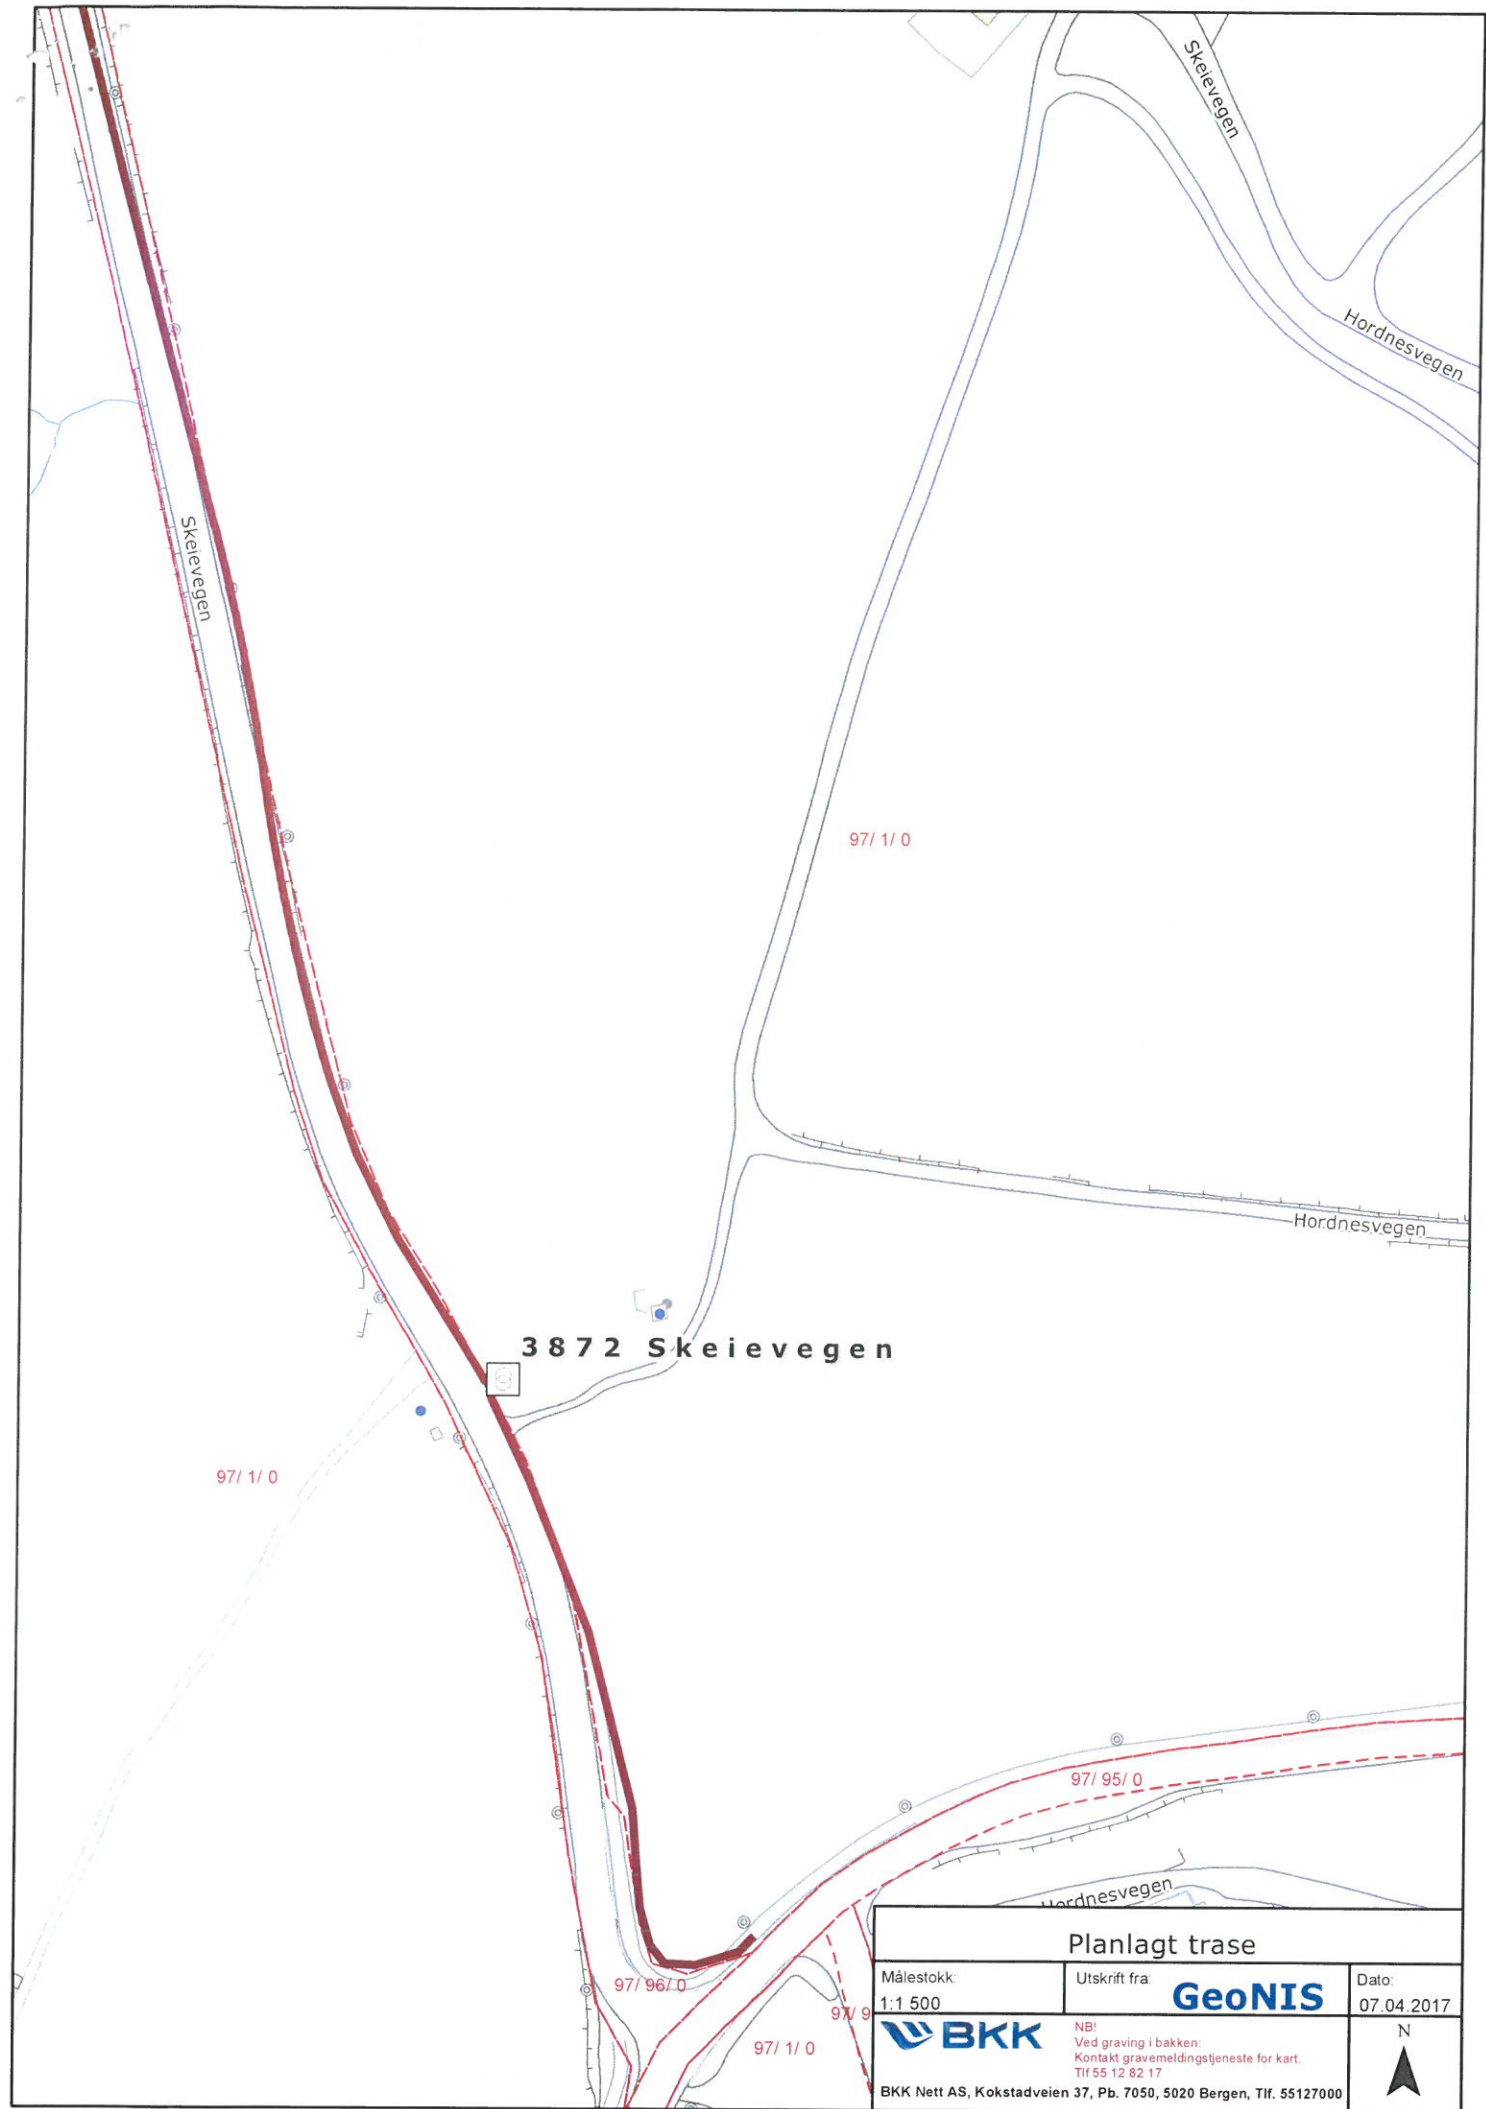 Skeievegen
Hordnesvegen
Skeievegen
97/ 1/ 0
Hordnesvegen
3872 Skeievegen
97/ 1/ 0
97/ 95/ 0
Hordnesvegen
97/ 96/ 0
97/ 9
97/ 1/ 0
Planlagt trase
Målestokk:
1:1 500
Utskrift fra:
GeoNIS
Dato:
07.04.2017
BKK
NB!
Ved graving i bakken:
Kontakt gravemeldingstjeneste for kart.
Tlf 55 12 82 17
BKK Nett AS, Kokstadveien 37, Pb. 7050, 5020 Bergen, Tlf. 55127000
N